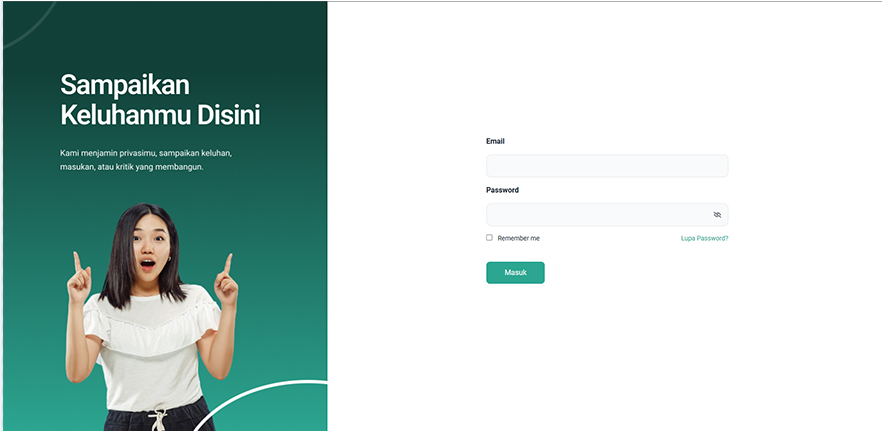 Sampaikan
Keluhanmu Disini
Kami menjamin privasimu, sampaikan keluhan,
masukan, atau kritik yang membangun.
Email
Password
Remember me
Lupa Password?
Masuk